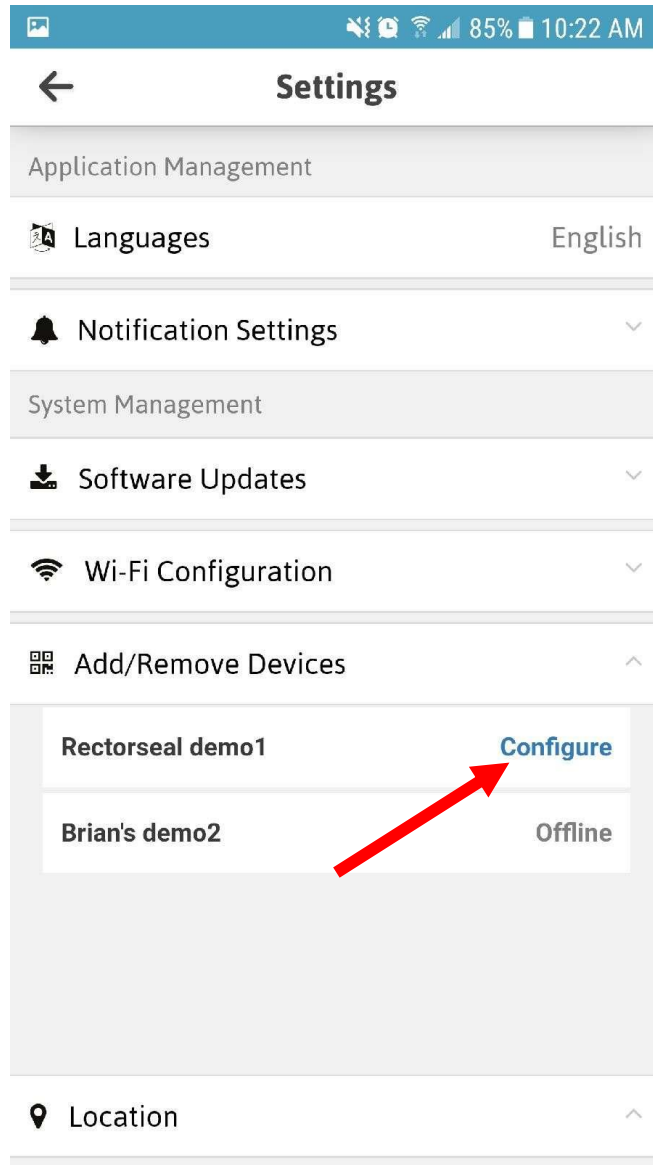 85% 10:22 AM
Settings
Application Management
Languages English
Notification Settings
System Management
Software Updates
Wi-Fi Configuration
Add/Remove Devices
Rectorseal demo1 Configure
Brian's demo2 Offline
Location